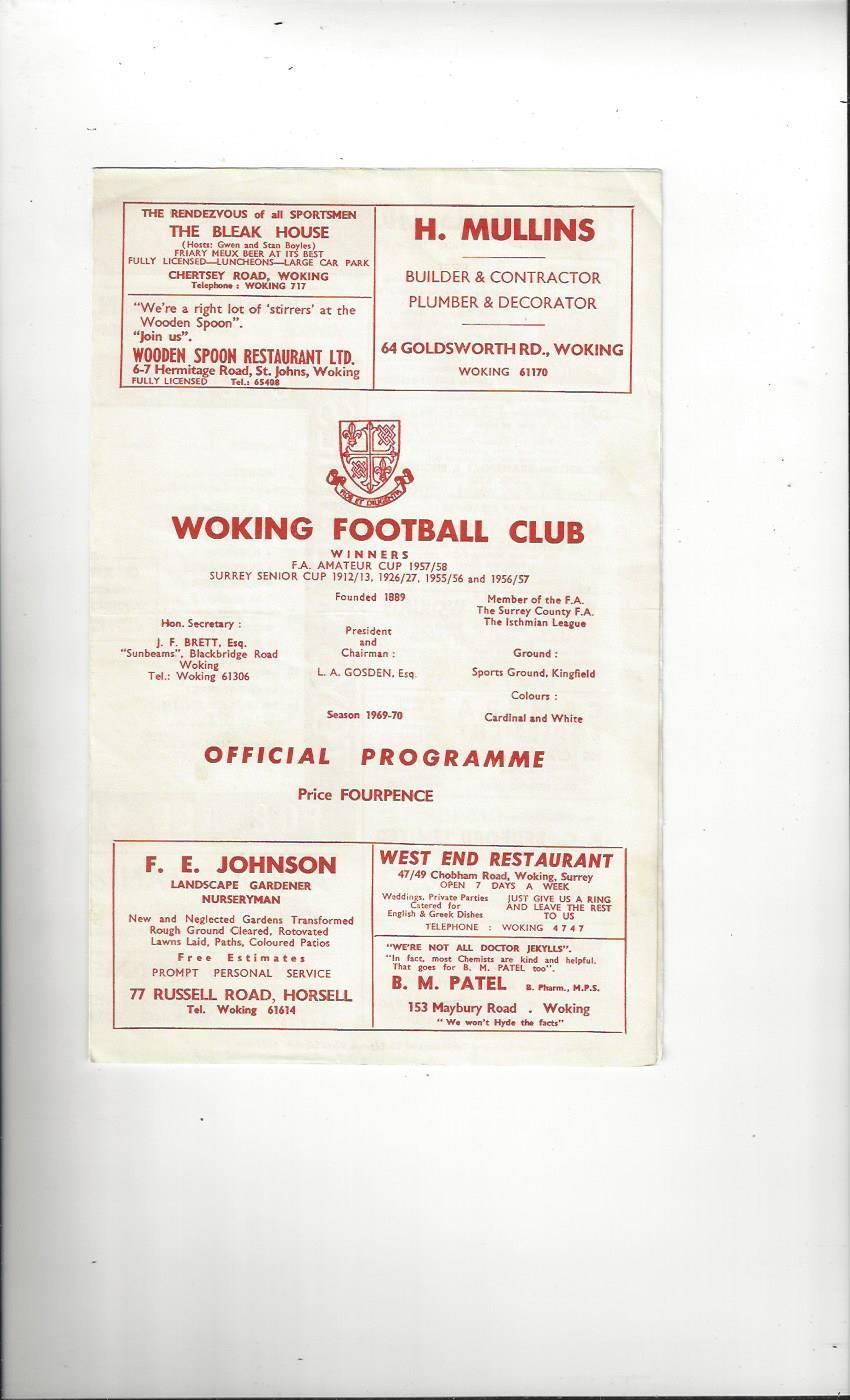 THE RENDEZVOUS of all SPORTSMEN
THE BLEAK HOUSE
(Hosts: Gwen and Stan Boyles)
FRIARY MEUX BEER AT ITS BEST
FULLY LICENSED—LUNCHEONS—LARGE CAR PARK
CHERTSEY ROAD, WOKING
Telephone : WOKING 717
"We're a right lot of 'stirrers' at the
Wooden Spoon".
"Join us".
WOODEN SPOON RESTAURANT LTD.
6-7 Hermitage Road, St. Johns, Woking
FULLY LICENSED Tel.: 65408
H. MULLINS
BUILDER & CONTRACTOR
PLUMBER & DECORATOR
64 GOLDSWORTH RD., WOKING
WOKING 61170
FIDE ET DILIGENTIA
WOKING FOOTBALL CLUB
WINNERS
F.A. AMATEUR CUP 1957/58
SURREY SENIOR CUP 1912/13, 1926/27, 1955/56 and 1956/57
Hon. Secretary :
J. F. BRETT, Esq.
"Sunbeams", Blackbridge Road
Woking
Tel.: Woking 61306
Founded 1889
President
and
Chairman :
L. A. GOSDEN, Esq.
Season 1969-70
Member of the F.A.
The Surrey County F.A.
The Isthmian League
Ground :
Sports Ground, Kingfield
Colours :
Cardinal and White
OFFICIAL PROGRAMME
Price FOURPENCE
F. E. JOHNSON
LANDSCAPE GARDENER
NURSERYMAN
New and Neglected Gardens Transformed
Rough Ground Cleared, Rotovated
Lawns Laid, Paths, Coloured Patios
Free Estimates
PROMPT PERSONAL SERVICE
77 RUSSELL ROAD, HORSELL
Tel. Woking 61614
WEST END RESTAURANT
47/49 Chobham Road, Woking, Surrey
OPEN 7 DAYS A WEEK
Weddings, Private Parties
Catered for
English & Greek Dishes
JUST GIVE US A RING
AND LEAVE THE REST
TO US
TELEPHONE : WOKING 4747
"WE'RE NOT ALL DOCTOR JEKYLLS".
"In fact, most Chemists are kind and helpful.
That goes for B. M. PATEL too".
B. M. PATEL B. Pharm., M.P.S.
153 Maybury Road . Woking
"We won't Hyde the facts"